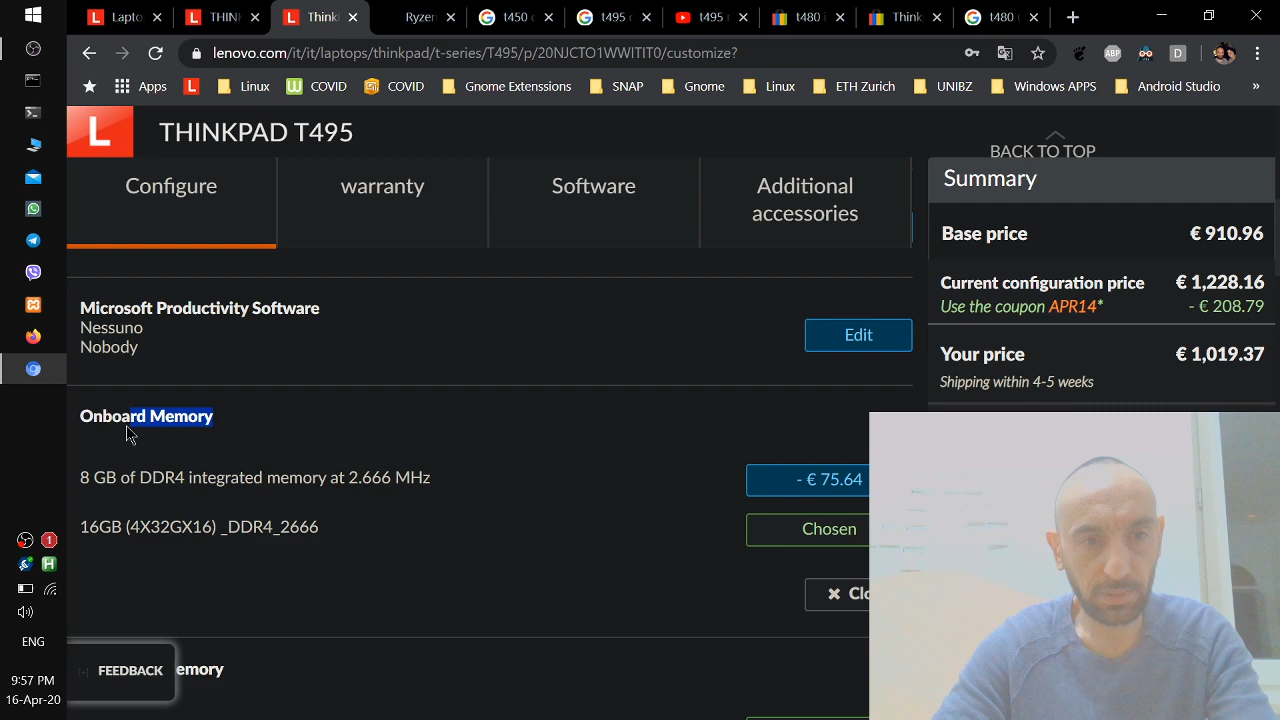 Lapto
THINK
Think
Ryzen
t450 c
t495 c
t495 r
t480 i
Think
t480 r
lenovo.com/it/it/laptops/thinkpad/t-series/T495/p/20NJCTO1WWITIT0/customize?
ABP
D
Apps
L
Linux
COVID
COVID
Gnome Extenssions
SNAP
Gnome
Linux
ETH Zurich
UNIBZ
Windows APPS
Android Studio
»
L
THINKPAD T495
BACK TO TOP
Configure
warranty
Software
Additional
accessories
Summary
Base price € 910.96
Current configuration price € 1,228.16
Use the coupon APR14* - € 208.79
Your price € 1,019.37
Shipping within 4-5 weeks
Microsoft Productivity Software
Nessuno
Nobody
Edit
Onboard Memory
8 GB of DDR4 integrated memory at 2.666 MHz
- € 75.64
16GB (4X32GX16) _DDR4_2666
Chosen
Clo
emory
FEEDBACK
1
H
ENG
9:57 PM
16-Apr-20